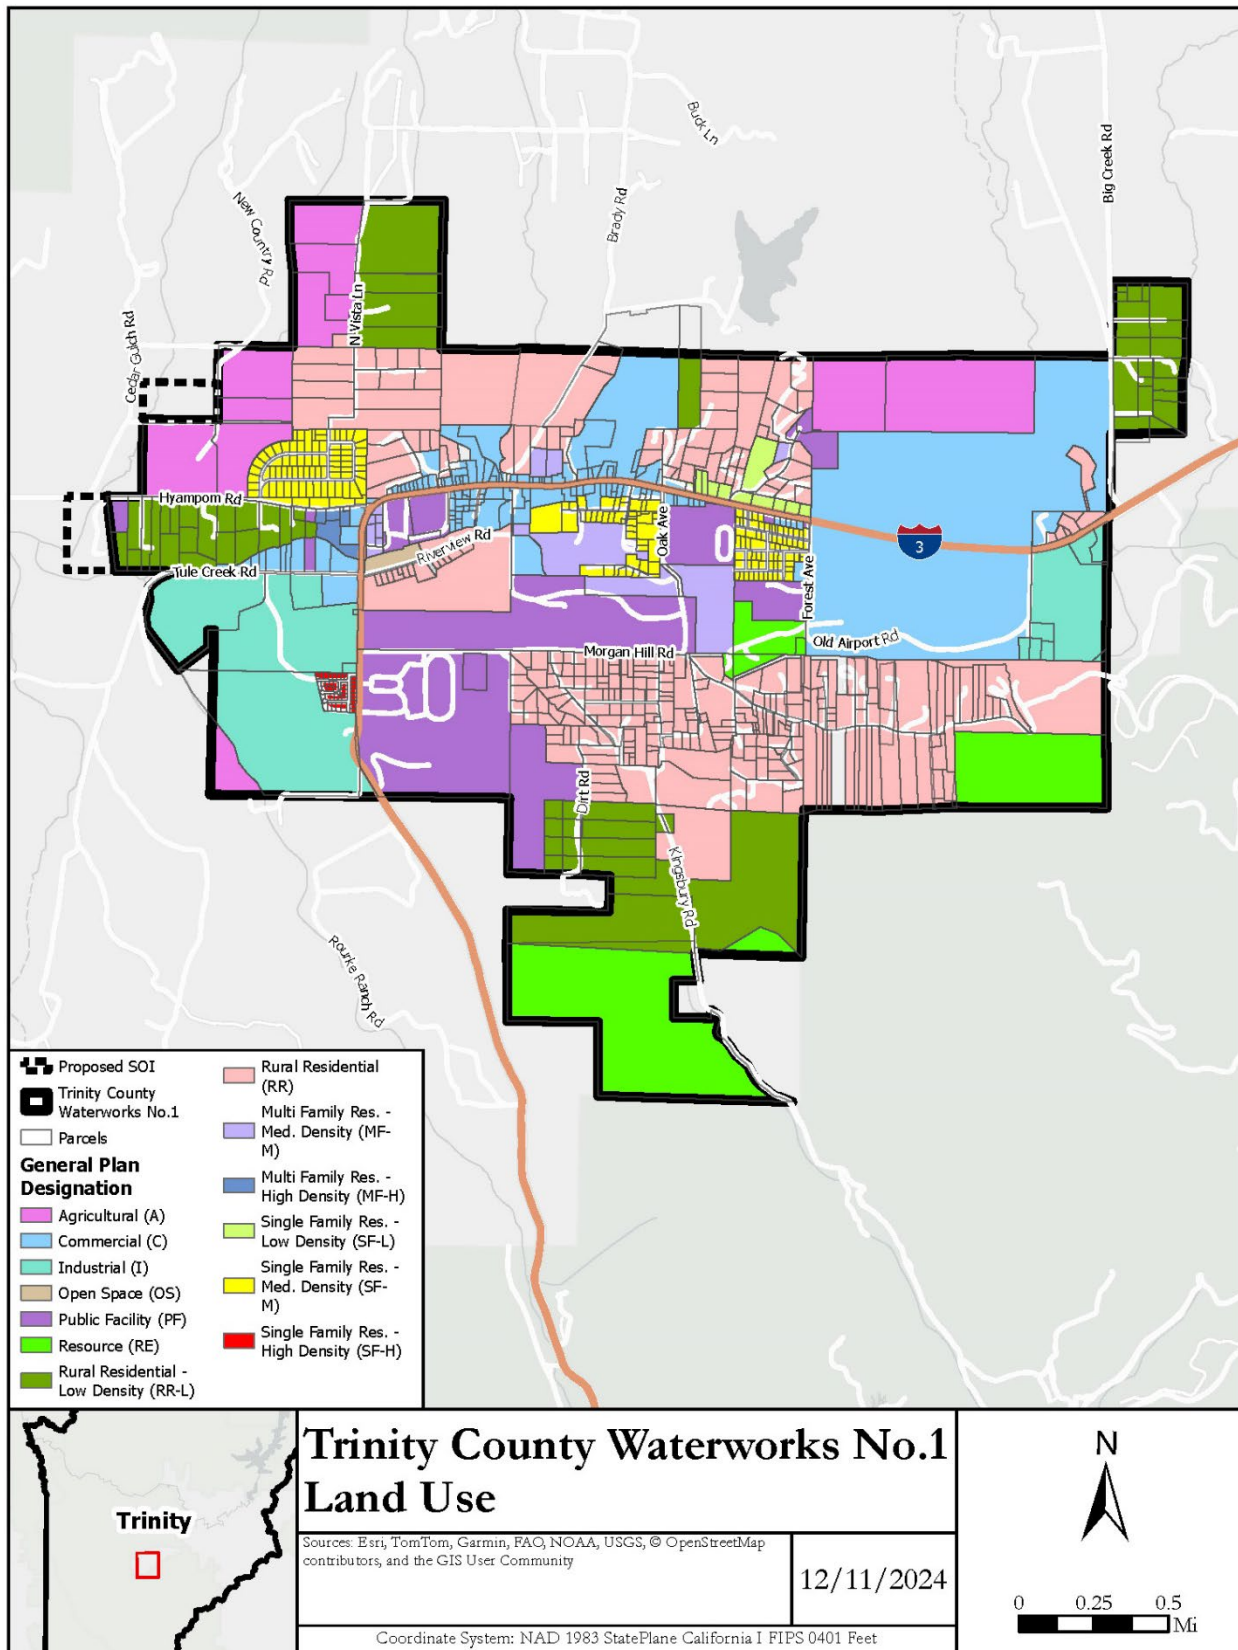 Buck Ln
Big Creek Rd
Brady Rd
New Country Rd
N Vista Ln
Cedar Gulch Rd
Hyampom Rd
Oak Ave
Riverview Rd
3
Tule Creek Rd
Forest Ave
Old Airport Rd
Morgan Hill Rd
Dirt Rd
Kingsbury Rd
Rourke Ranch Rd
Proposed SOI
Trinity County
Waterworks No.1
Parcels
General Plan
Designation
Agricultural (A)
Commercial (C)
Industrial (I)
Open Space (OS)
Public Facility (PF)
Resource (RE)
Rural Residential -
Low Density (RR-L)
Rural Residential
(RR)
Multi Family Res. -
Med. Density (MF-
M)
Multi Family Res. -
High Density (MF-H)
Single Family Res. -
Low Density (SF-L)
Single Family Res. -
Med. Density (SF-
M)
Single Family Res. -
High Density (SF-H)
Trinity
Trinity County Waterworks No.1
Land Use
Sources: Esri, TomTom, Garmin, FAO, NOAA, USGS, © OpenStreetMap
contributors, and the GIS User Community
12/11/2024
Coordinate System: NAD 1983 StatePlane California I FIPS 0401 Feet
N
0 0.25 0.5
Mi